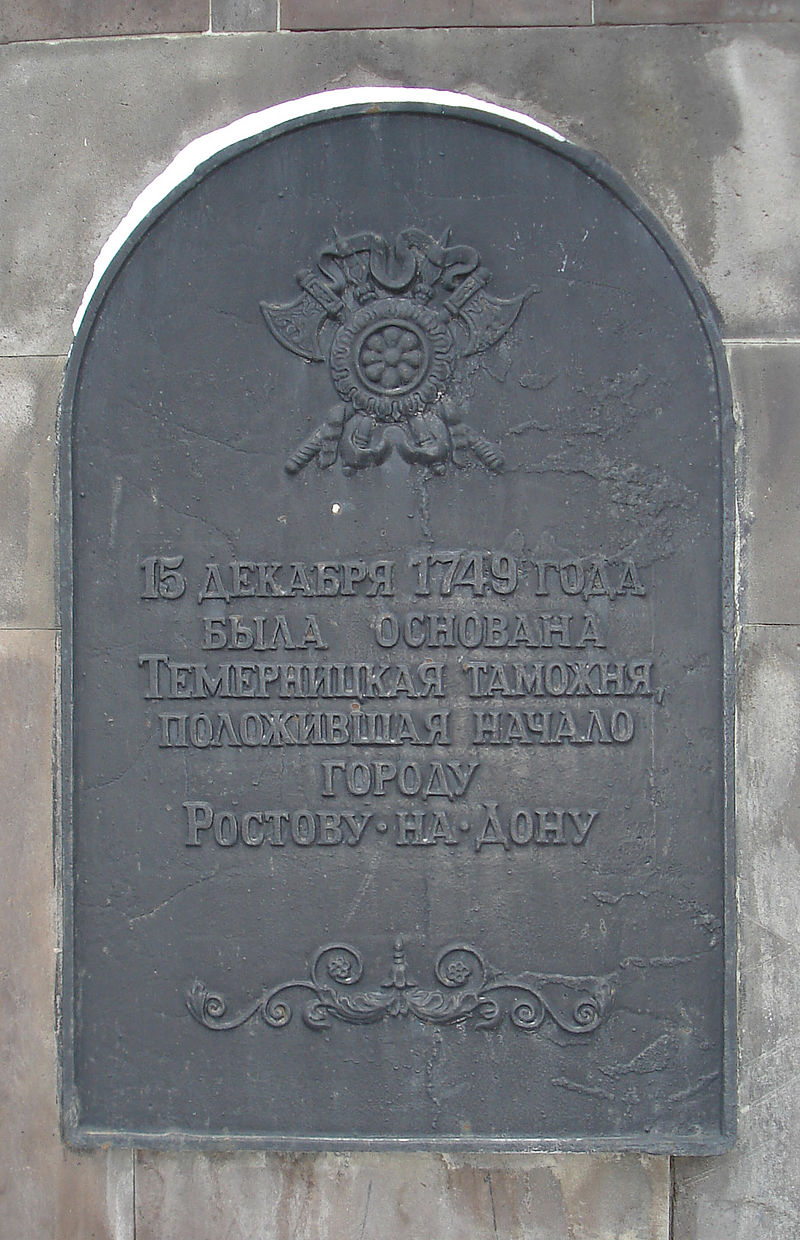 15 ДЕКАБРЯ 1749 ГОДА
БЫЛА ОСНОВАНА
ТЕМЕРНИЦКАЯ ТАМОЖНЯ,
ПОЛОЖИВШАЯ НАЧАЛО
ГОРОДУ
РОСТОВУ·НА·ДОНУ